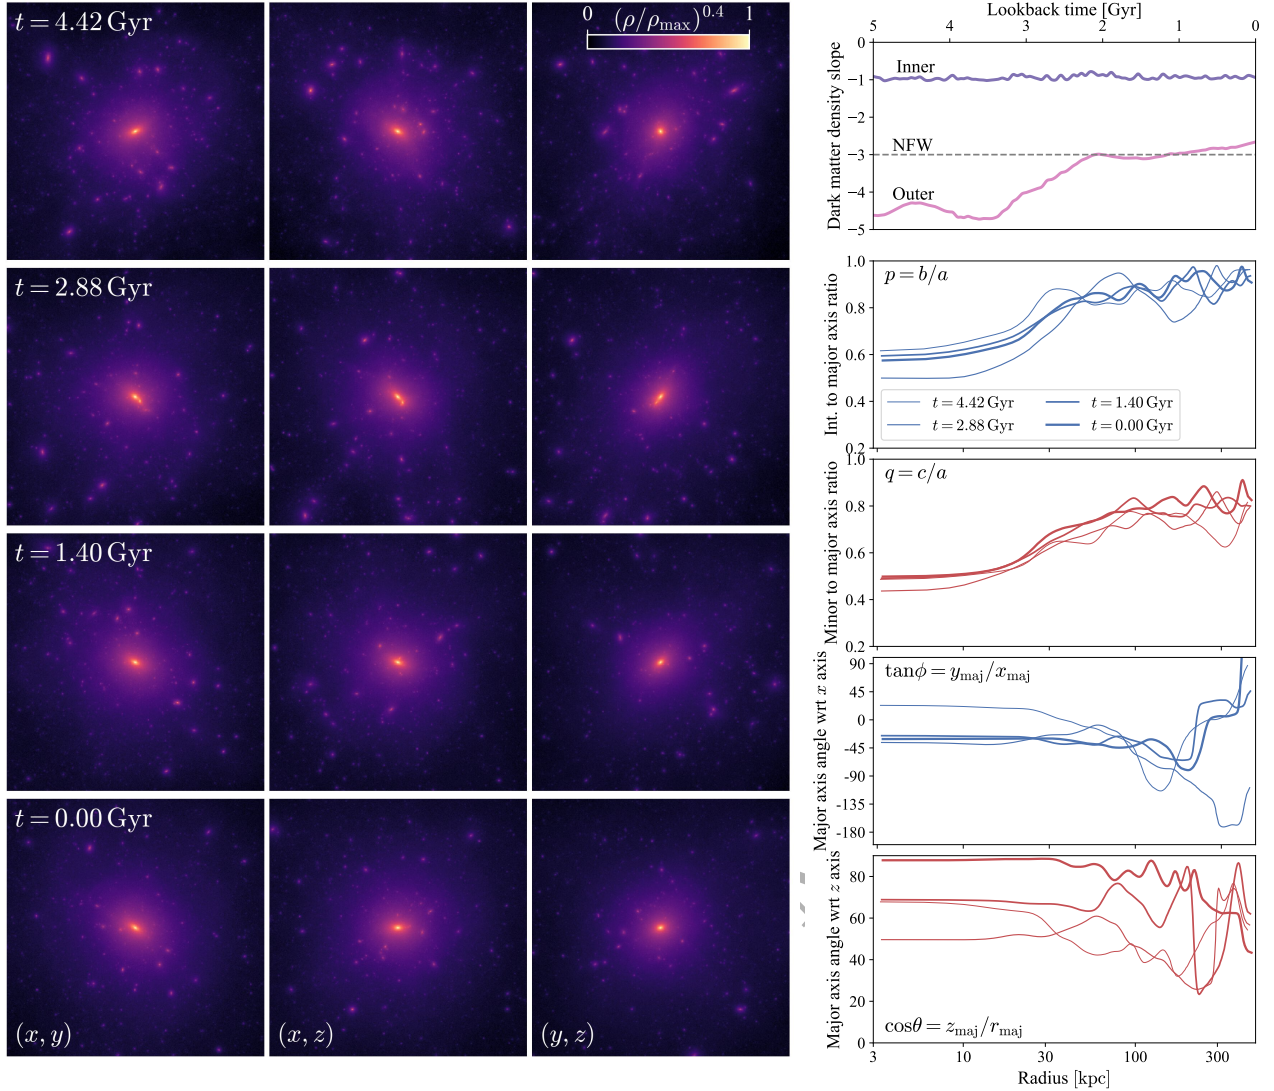 t = 4.42 Gyr
0 (ρ/ρmax)^0.4 1
t = 2.88 Gyr
t = 1.40 Gyr
t = 0.00 Gyr
(x, y)
(x, z)
(y, z)
Lookback time [Gyr]
5 4 3 2 1 0
Dark matter density slope
0
−1
−2
−3
−4
−5
Inner
NFW
Outer
Int. to major axis ratio
1.0
0.8
0.6
0.4
0.2
p = b/a
t = 4.42 Gyr
t = 2.88 Gyr
t = 1.40 Gyr
t = 0.00 Gyr
Minor to major axis ratio
1.0
0.8
0.6
0.4
0.2
q = c/a
Major axis angle wrt x axis
90
45
0
-45
-90
-135
-180
tanϕ = ymaj/xmaj
Major axis angle wrt z axis
80
60
40
20
0
cosθ = zmaj/rmaj
3 10 30 100 300
Radius [kpc]